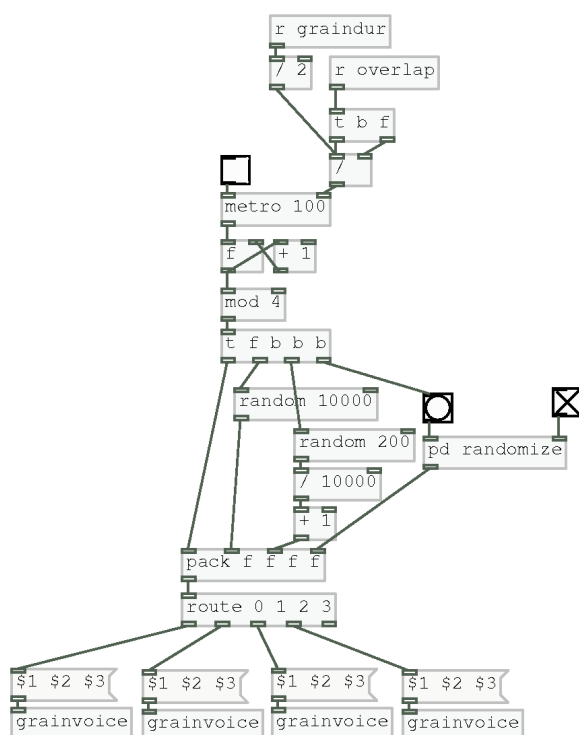 r graindur
/ 2
r overlap
t b f
/
metro 100
f
+ 1
mod 4
t f b b b
random 10000
random 200
pd randomize
/ 10000
+ 1
pack f f f f
route 0 1 2 3
$1 $2 $3
$1 $2 $3
$1 $2 $3
$1 $2 $3
grainvoice
grainvoice
grainvoice
grainvoice